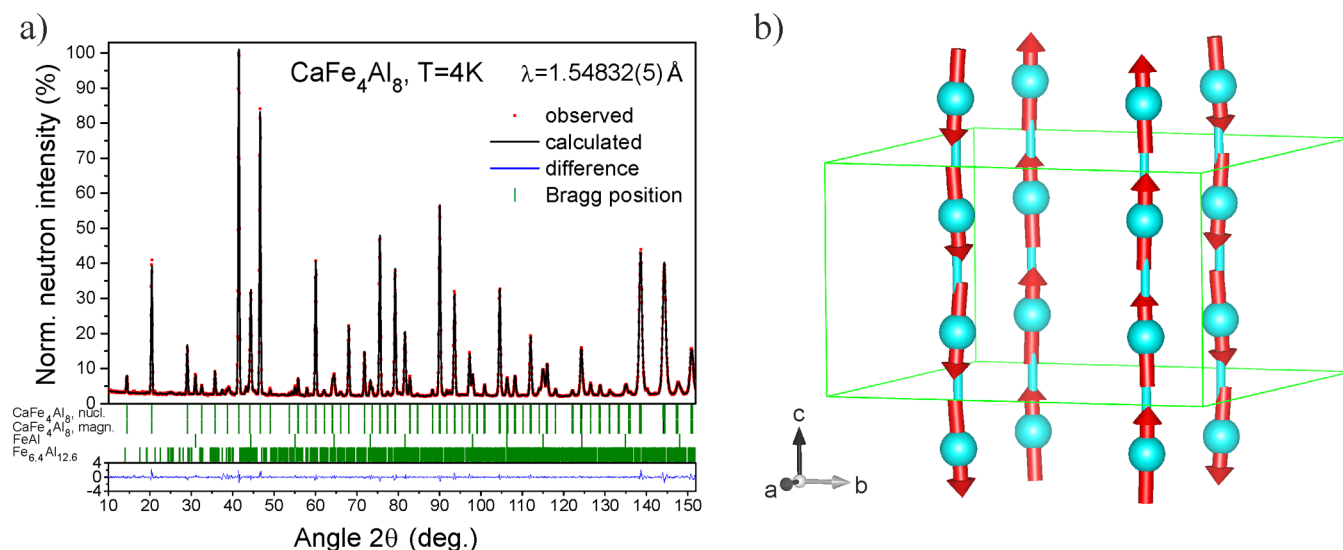 a)
b)
CaFe₄Al₈, T=4K λ=1.54832(5) Å
observed
calculated
difference
Bragg position
Norm. neutron intensity (%)
100
90
80
70
60
50
40
30
20
10
0
CaFe₄Al₈, nucl.
CaFe₄Al₈, magn.
FeAl
Fe₆.₄Al₁₂.₆
4
0
-4
10 20 30 40 50 60 70 80 90 100 110 120 130 140 150
Angle 2θ (deg.)
c
a
b